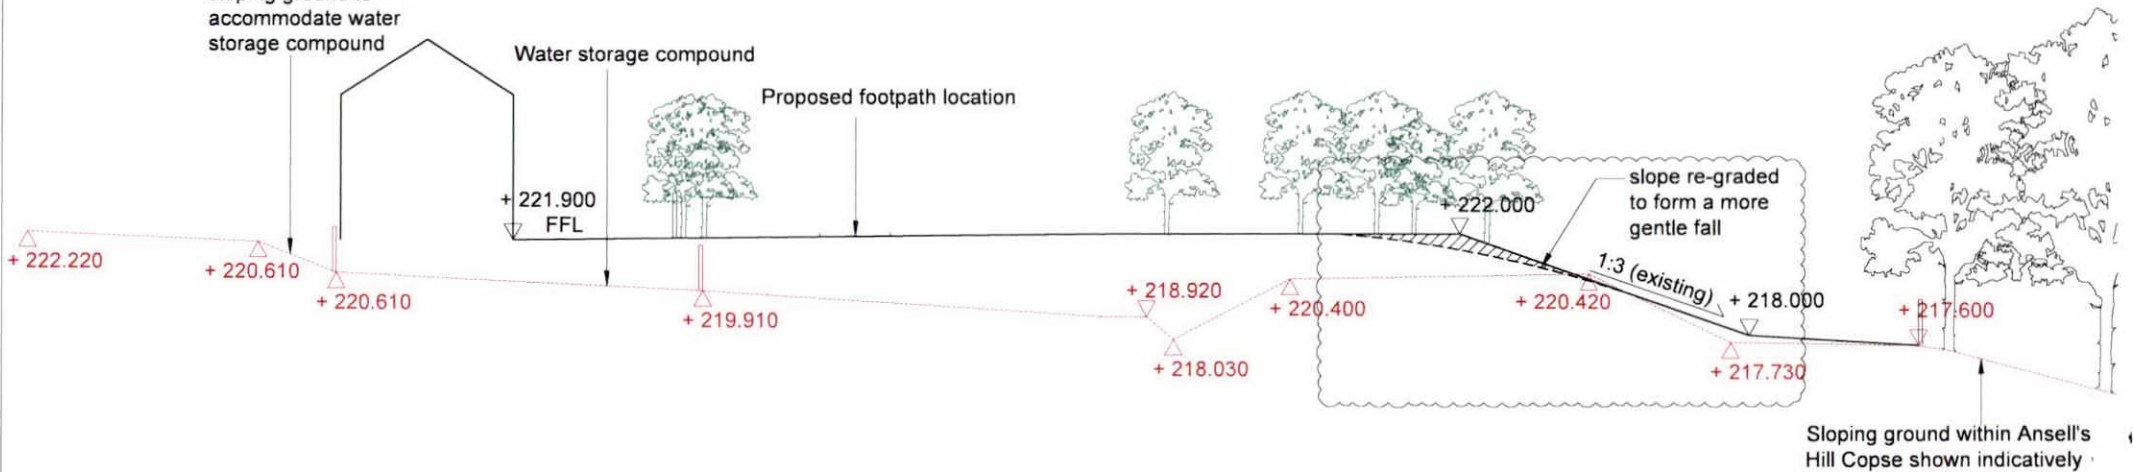 accommodate water
storage compound
Water storage compound
Proposed footpath location
+ 221.900
FFL
+ 222.000
slope re-graded
to form a more
gentle fall
1:3 (existing)
+ 218.000
+ 222.220
+ 220.610
+ 220.610
+ 219.910
+ 218.920
+ 218.030
+ 220.400
+ 220.420
+ 217.730
+ 217.600
Sloping ground within Ansell's
Hill Copse shown indicatively